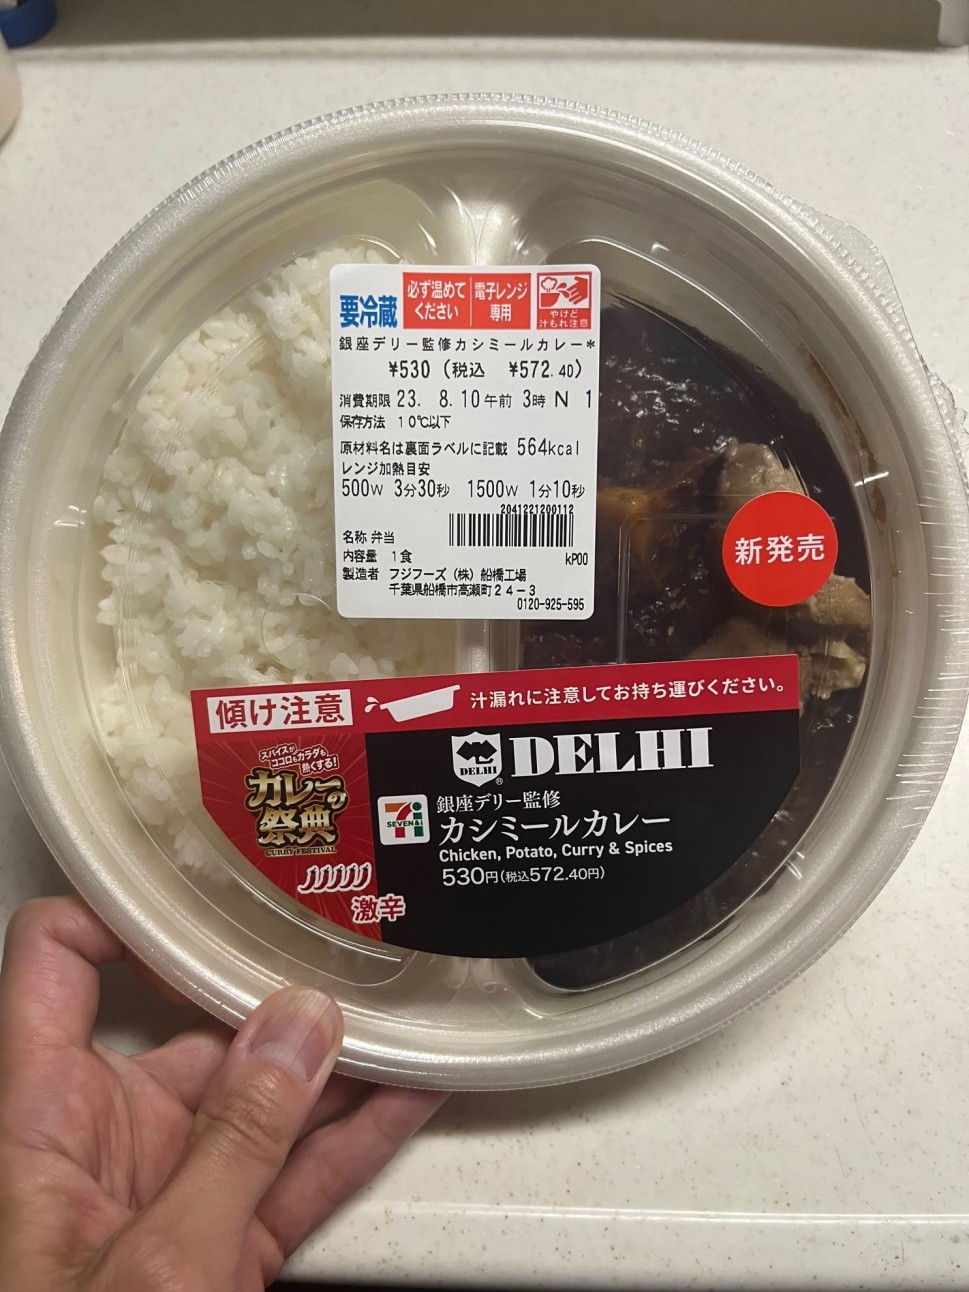 要冷蔵
必ず温めて
ください
電子レンジ
専用
やけど
汁もれ注意
銀座デリー監修カシミールカレー*
¥530 (税込 ¥572.40)
消費期限 23. 8.10午前 3時 N 1
保存方法 10℃以下
原材料名は裏面ラベルに記載 564kcal
レンジ加熱目安
500W 3分30秒 1500W 1分10秒
2041221200112
名称 弁当
内容量 1食 kP00
製造者 フジフーズ(株)船橋工場
千葉県船橋市高瀬町24-3
0120-925-595
新発売
傾け注意
汁漏れに注意してお持ち運びください。
スパイスが
ココロもカラダも
熱くする!
カレーの
祭典
CURRY FESTIVAL
激辛
DELHI
DELHI
®
SEVEN&i
銀座デリー監修
カシミールカレー
Chicken, Potato, Curry & Spices
530円(税込572.40円)